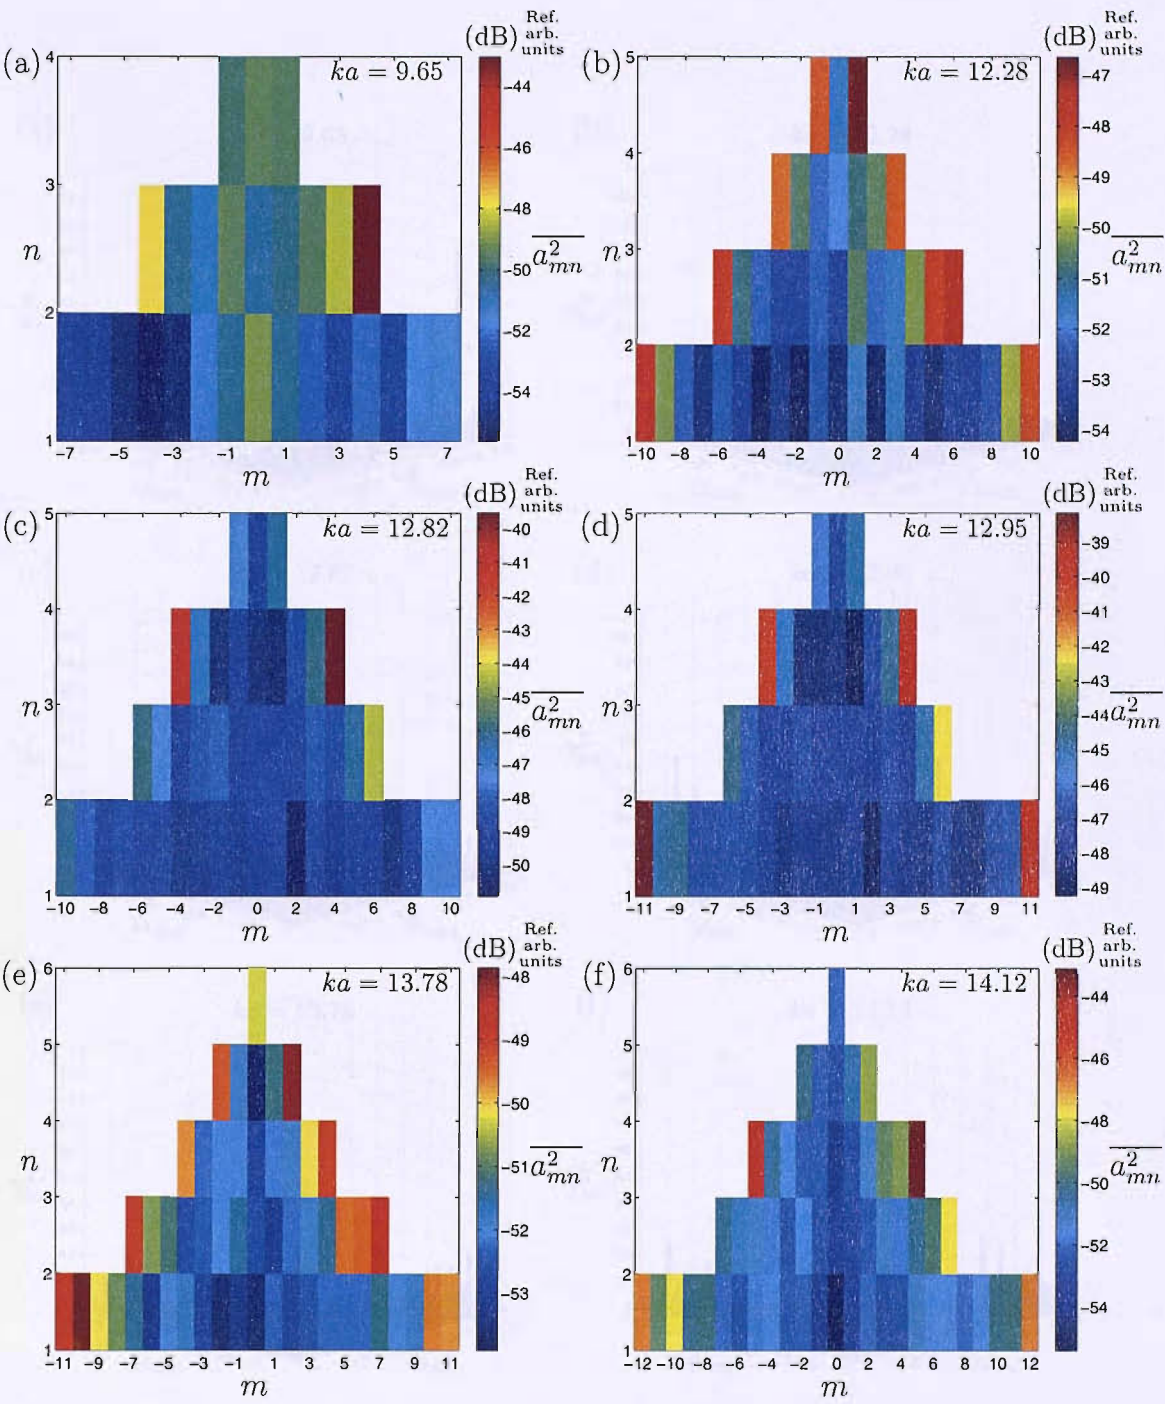 (a)
ka = 9.65
(dB) Ref. arb. units
n
4
3
2
1
-7 -5 -3 -1 1 3 5 7
m
-44
-46
-48
-50
-52
-54
a²mn
(b)
ka = 12.28
(dB) Ref. arb. units
n
5
4
3
2
1
-10 -8 -6 -4 -2 0 2 4 6 8 10
m
-47
-48
-49
-50
-51
-52
-53
-54
a²mn
(c)
ka = 12.82
(dB) Ref. arb. units
n
5
4
3
2
1
-10 -8 -6 -4 -2 0 2 4 6 8 10
m
-40
-41
-42
-43
-44
-45
-46
-47
-48
-49
-50
a²mn
(d)
ka = 12.95
(dB) Ref. arb. units
n
5
4
3
2
1
-11 -9 -7 -5 -3 -1 1 3 5 7 9 11
m
-39
-40
-41
-42
-43
-44
-45
-46
-47
-48
-49
a²mn
(e)
ka = 13.78
(dB) Ref. arb. units
n
6
5
4
3
2
1
-11 -9 -7 -5 -3 -1 1 3 5 7 9 11
m
-48
-49
-50
-51
-52
-53
a²mn
(f)
ka = 14.12
(dB) Ref. arb. units
n
6
5
4
3
2
1
-12 -10 -8 -6 -4 -2 0 2 4 6 8 10 12
m
-44
-46
-48
-50
-52
-54
a²mn